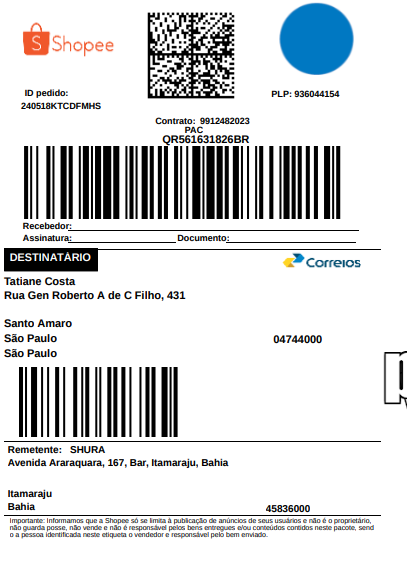 Shopee
ID pedido:
240518KTCDFMHS
PLP: 936044154
Contrato: 9912482023
PAC
QR561631826BR
Recebedor:
Assinatura: Documento:
DESTINATÁRIO
Correios
Tatiane Costa
Rua Gen Roberto A de C Filho, 431
Santo Amaro
São Paulo 04744000
São Paulo
Remetente: SHURA
Avenida Araraquara, 167, Bar, Itamaraju, Bahia
Itamaraju
Bahia 45836000
Importante: Informamos que a Shopee só se limita à publicação de anúncios de seus usuários e não é o proprietário,
não guarda posse, não vende e não é responsável pelos bens entregues e/ou conteúdos contidos neste pacote, send
o a pessoa identificada neste etiqueta o vendedor e responsável pelo bem enviado.